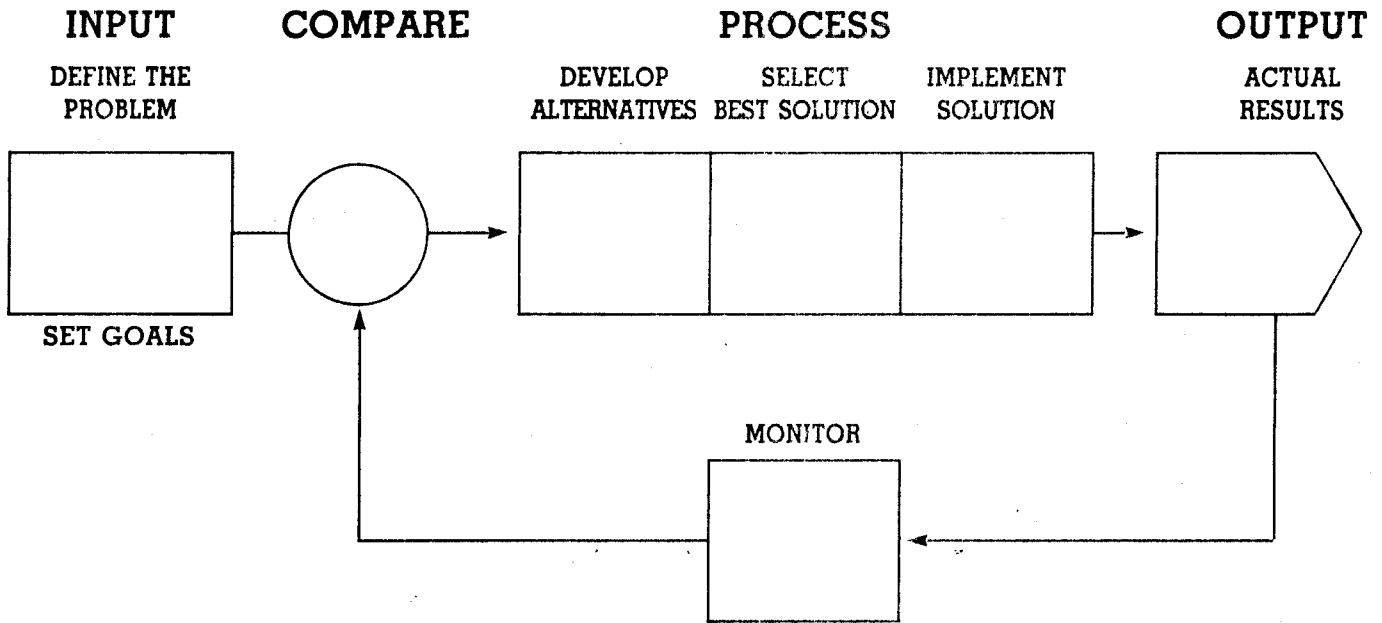 INPUT
COMPARE
PROCESS
OUTPUT
DEFINE THE
PROBLEM
DEVELOP
ALTERNATIVES
SELECT
BEST SOLUTION
IMPLEMENT
SOLUTION
ACTUAL
RESULTS
SET GOALS
MONITOR